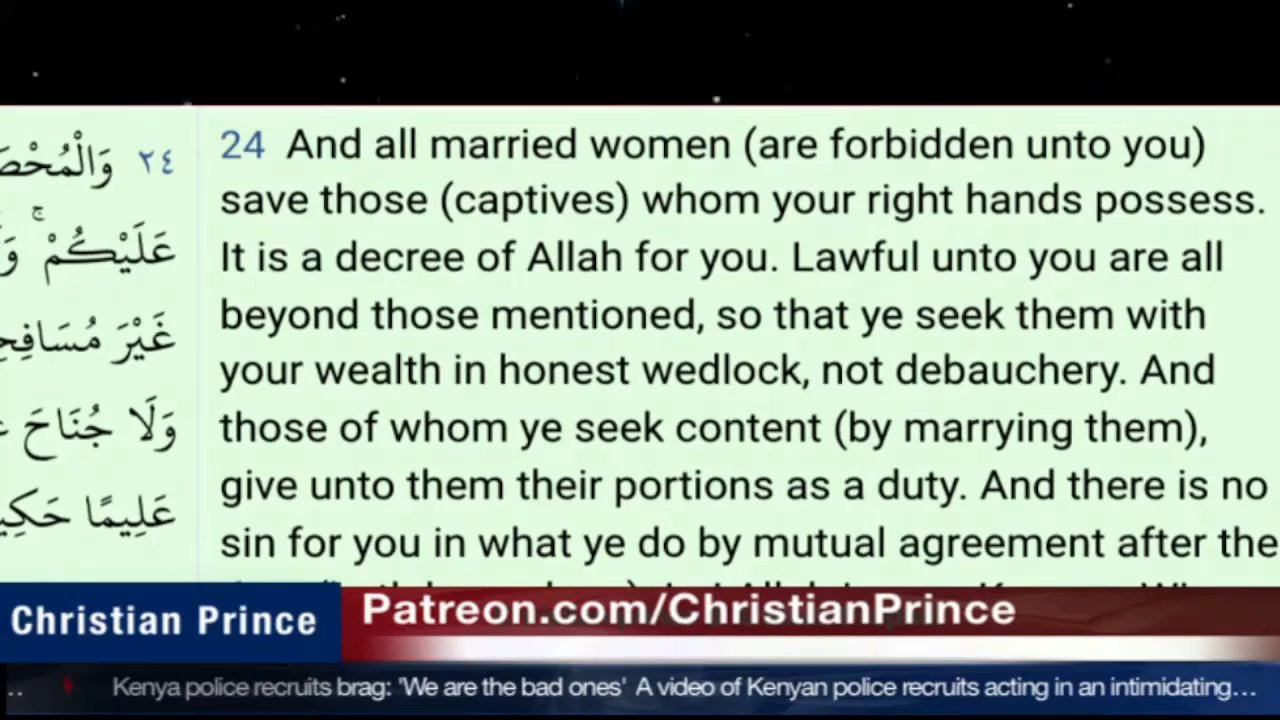 24 And all married women (are forbidden unto you)
save those (captives) whom your right hands possess.
It is a decree of Allah for you. Lawful unto you are all
beyond those mentioned, so that ye seek them with
your wealth in honest wedlock, not debauchery. And
those of whom ye seek content (by marrying them),
give unto them their portions as a duty. And there is no
sin for you in what ye do by mutual agreement after the
٢٤
عَلَيْكُمْ ۚ
غَيْرَ
وَلَا جُنَاحَ
عَلِيمًا
Christian Prince
Patreon.com/ChristianPrince
.. Kenya police recruits brag: 'We are the bad ones' A video of Kenyan police recruits acting in an intimidating...